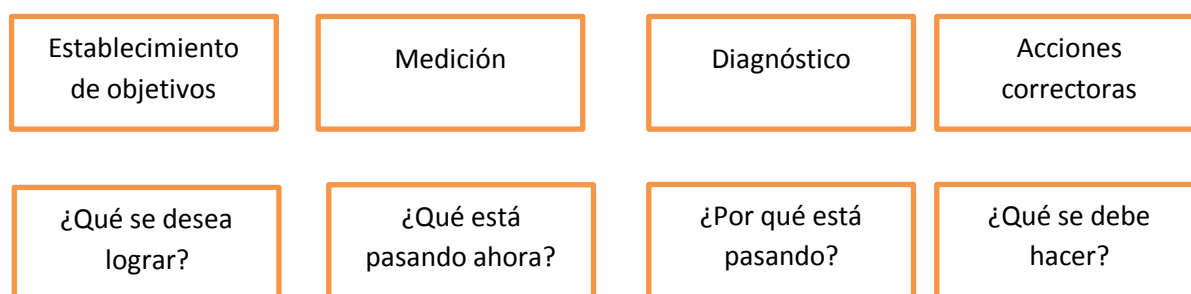 Establecimiento
de objetivos
Medición
Diagnóstico
Acciones
correctoras
¿Qué se desea
lograr?
¿Qué está
pasando ahora?
¿Por qué está
pasando?
¿Qué se debe
hacer?